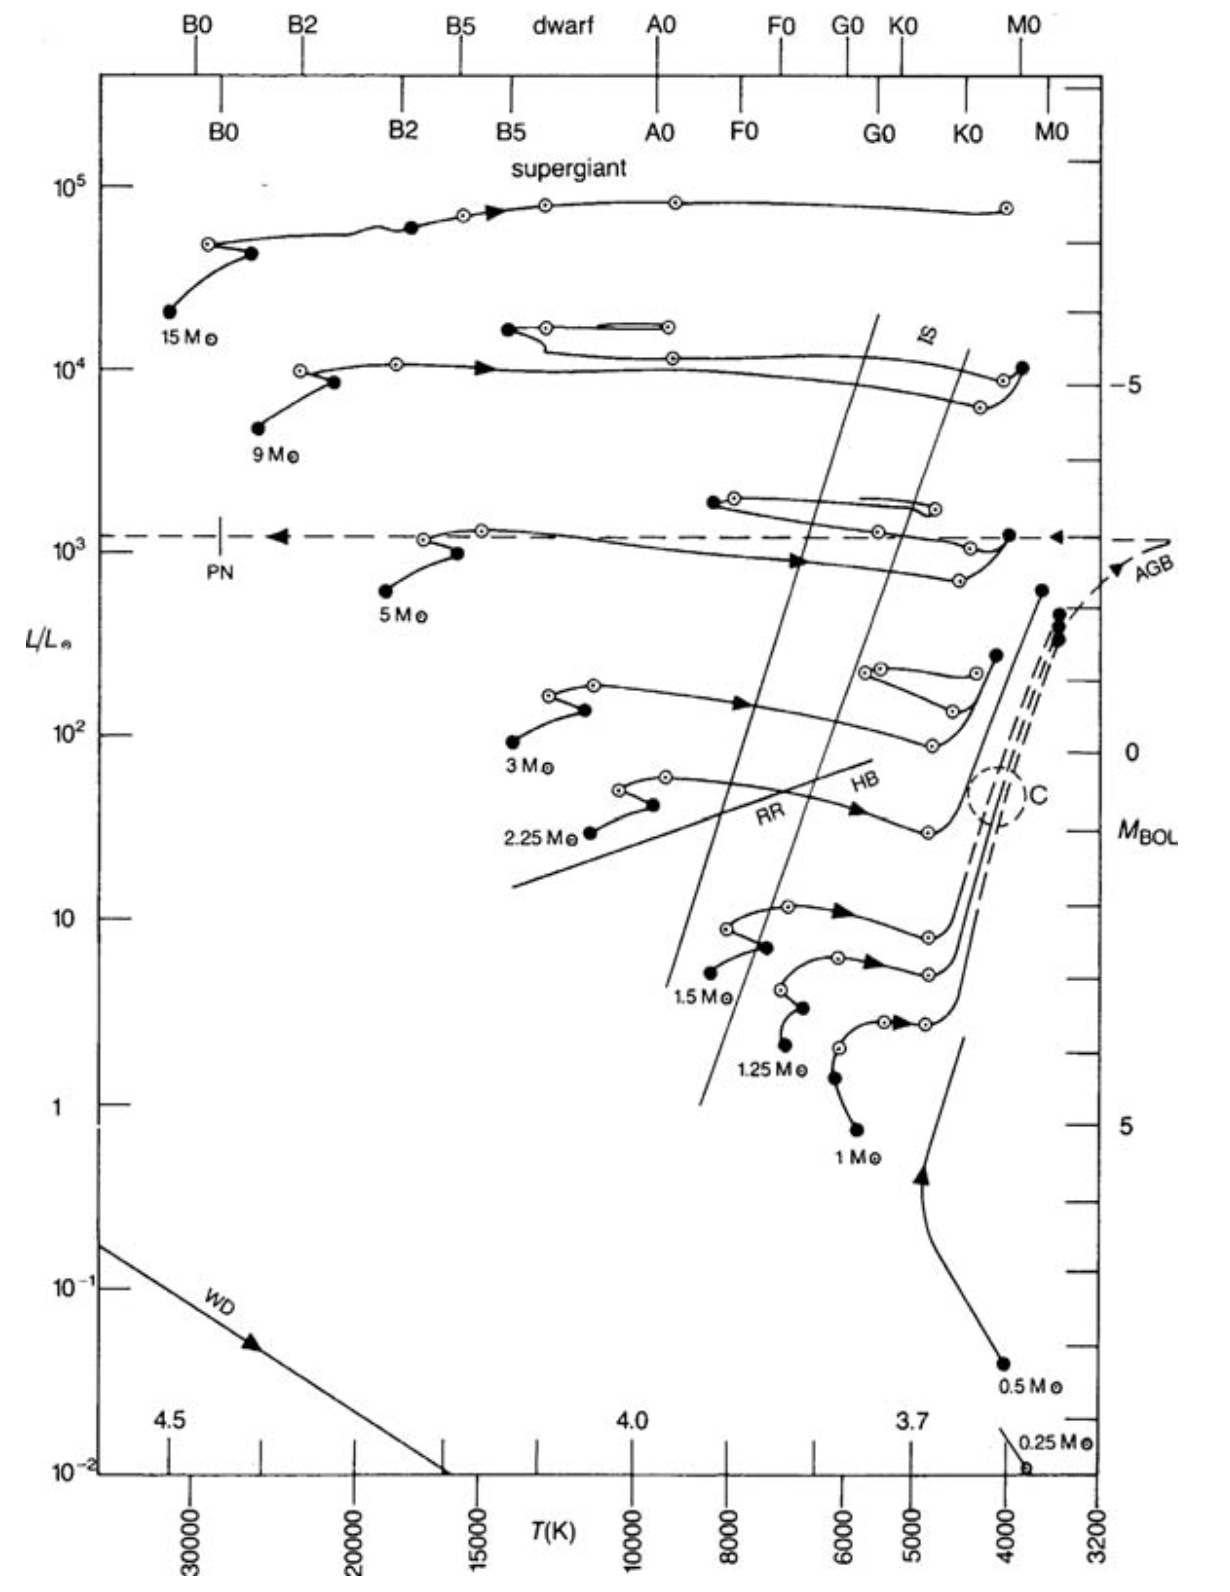 B0 B2 B5 dwarf A0 F0 G0 K0 M0
B0 B2 B5 A0 F0 G0 K0 M0
supergiant
10⁵
15 M⊙
IS
10⁴
−5
9 M⊙
10³
PN
AGB
5 M⊙
L/L⊙
10²
0
3 M⊙
HB
C
RR
M_BOL
2.25 M⊙
10
1.5 M⊙
1.25 M⊙
1
5
1 M⊙
10⁻¹
WD
0.5 M⊙
4.5 4.0 3.7
0.25 M⊙
10⁻²
30000 20000 15000 T(K) 10000 8000 6000 5000 4000 3200